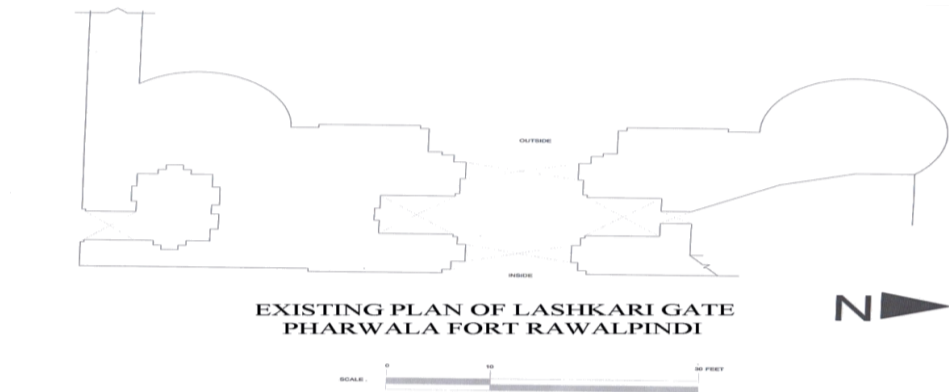 OUTSIDE
INSIDE
EXISTING PLAN OF LASHKARI GATE
PHARWALA FORT RAWALPINDI
N
0 10 30 FEET
SCALE .